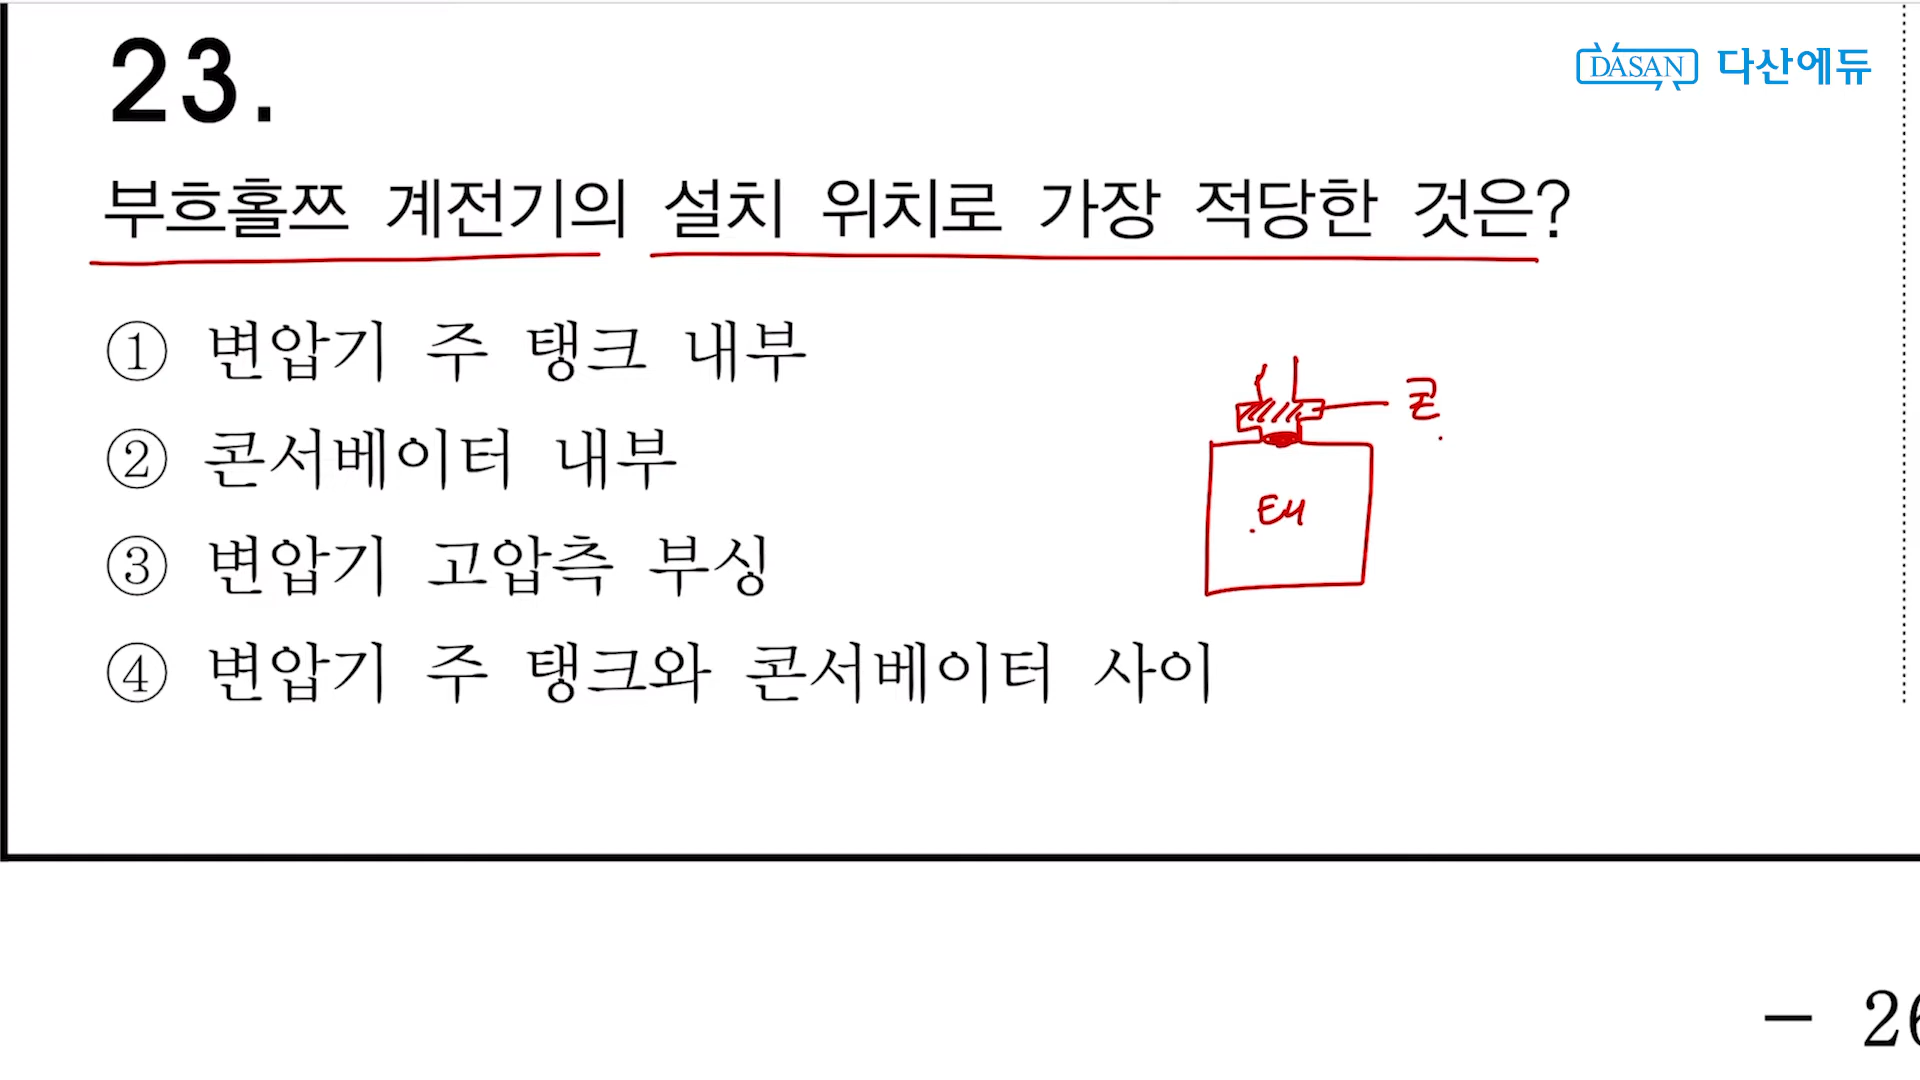 23.
DASAN 다산에듀
부흐홀쯔 계전기의 설치 위치로 가장 적당한 것은?
① 변압기 주 탱크 내부
② 콘서베이터 내부
③ 변압기 고압측 부싱
④ 변압기 주 탱크와 콘서베이터 사이
콘
- 26